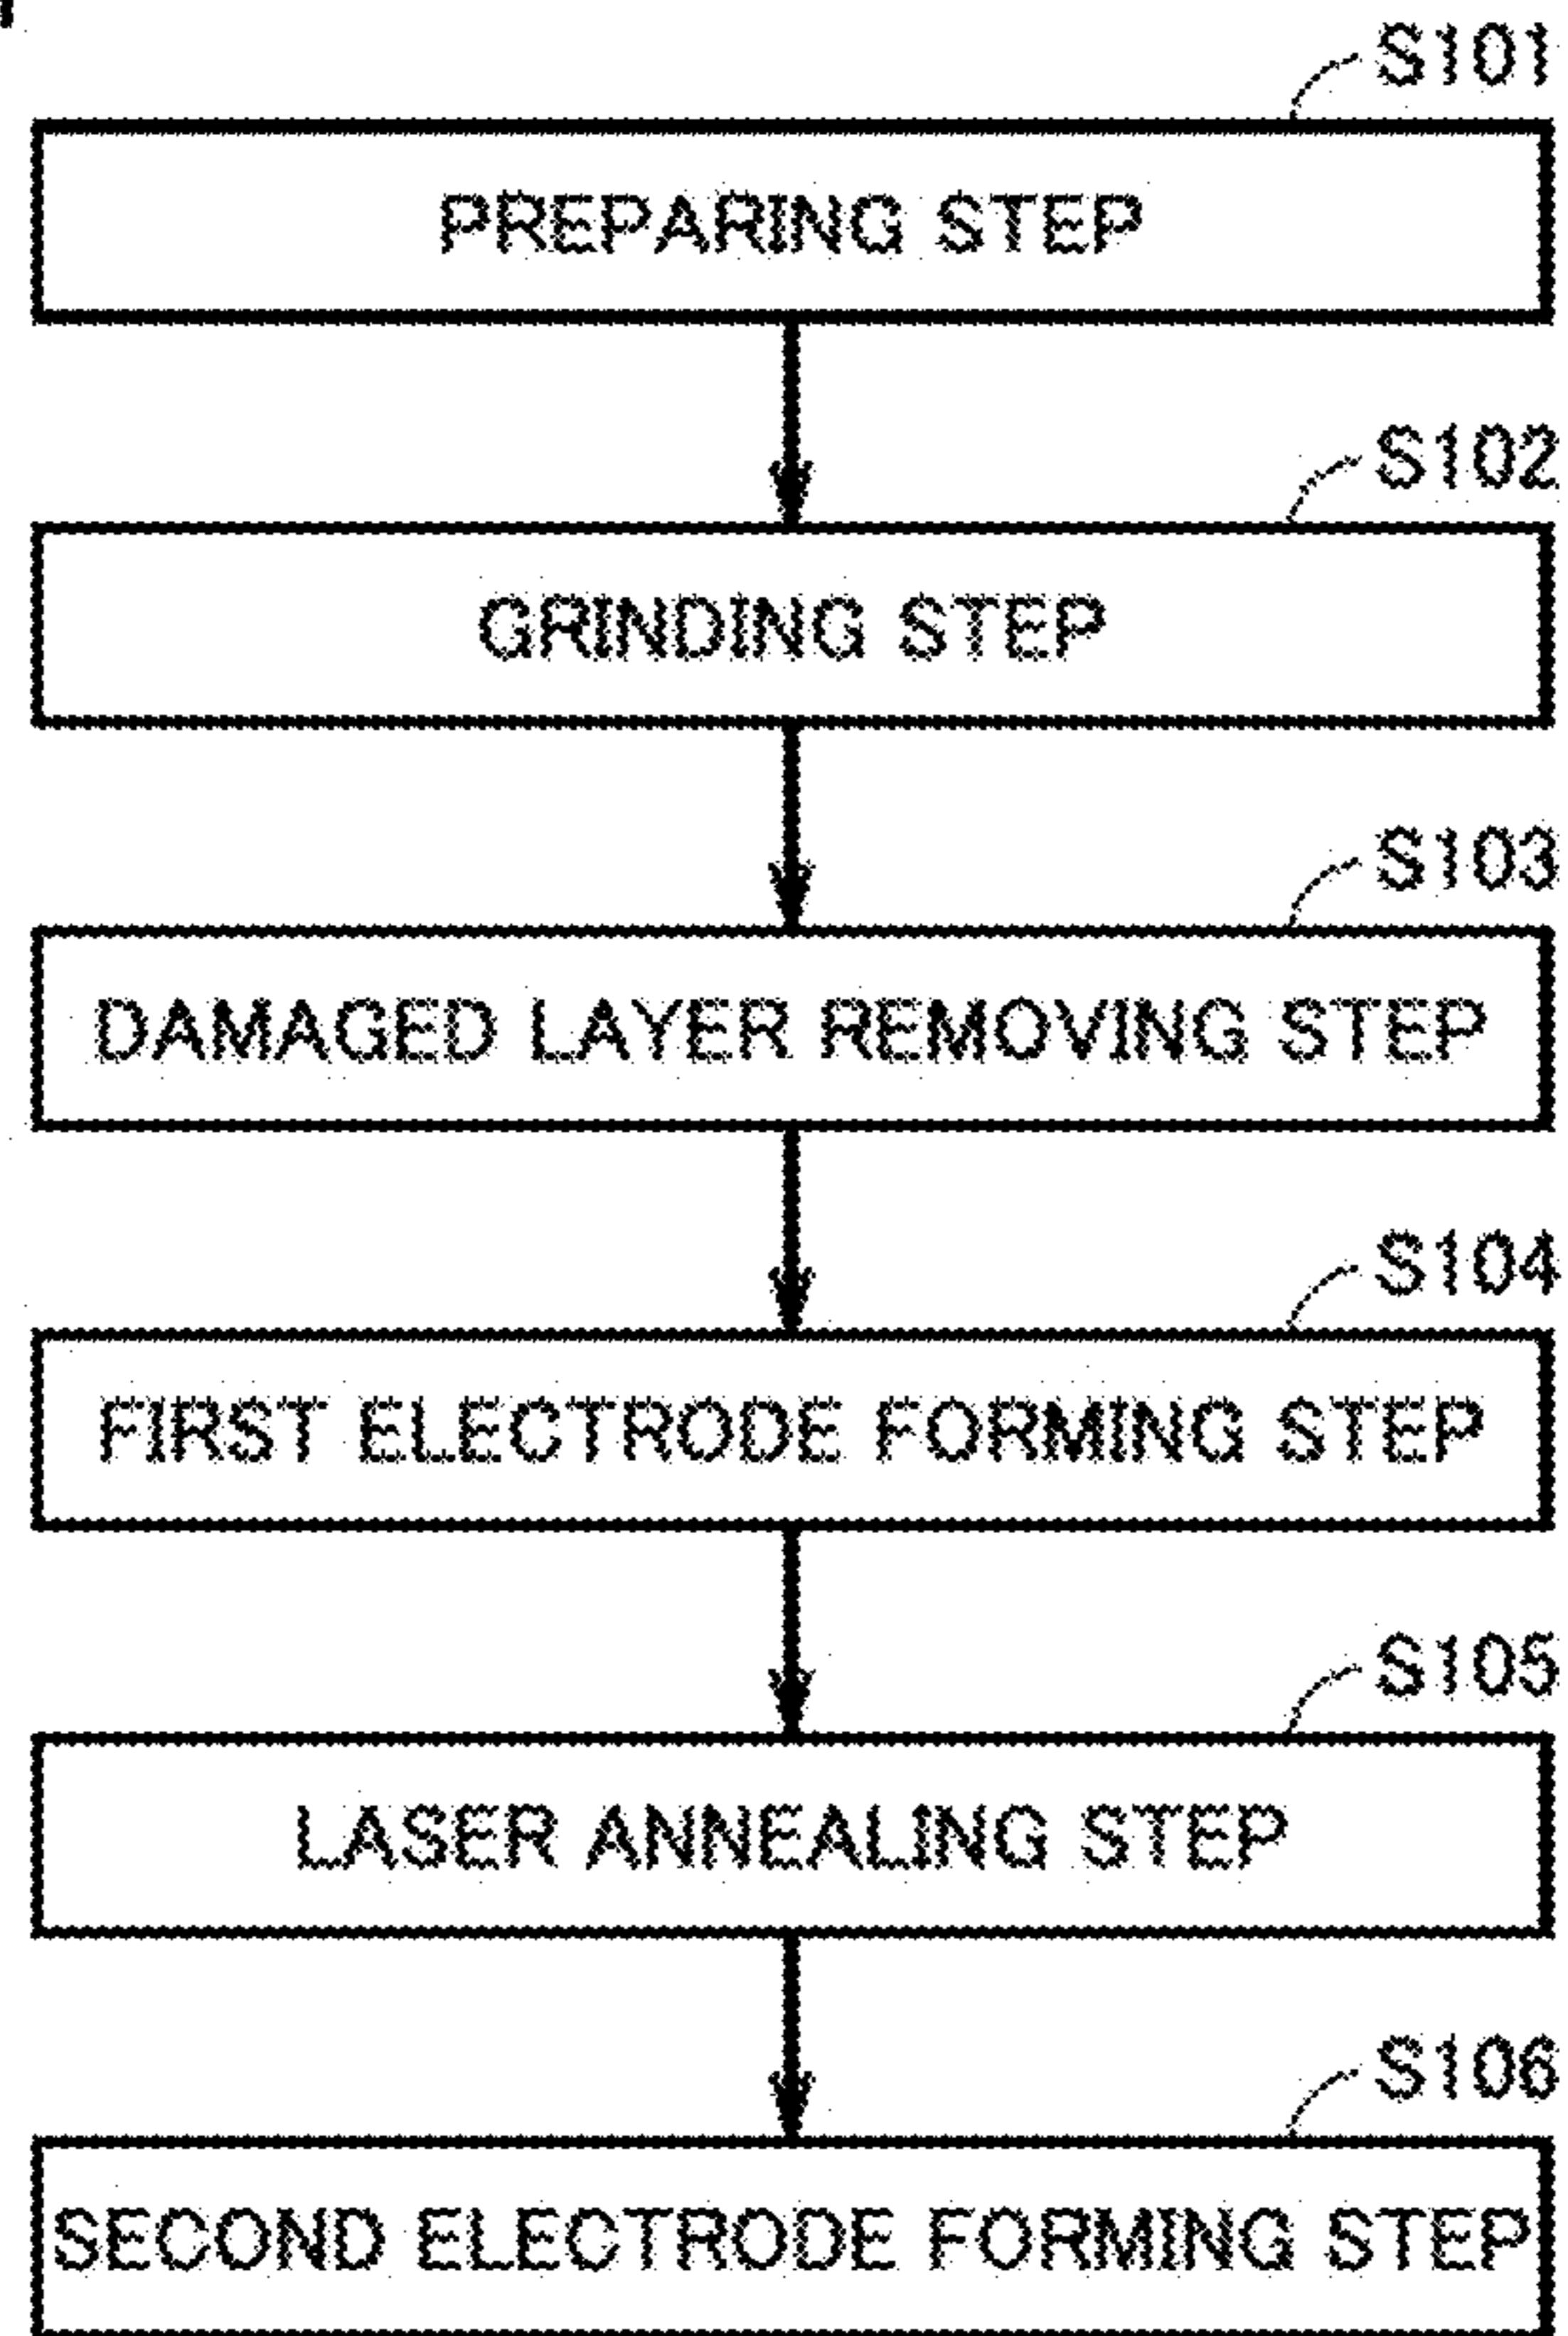 S101
PREPARING STEP
S102
GRINDING STEP
S103
DAMAGED LAYER REMOVING STEP
S104
FIRST ELECTRODE FORMING STEP
S105
LASER ANNEALING STEP
S106
SECOND ELECTRODE FORMING STEP